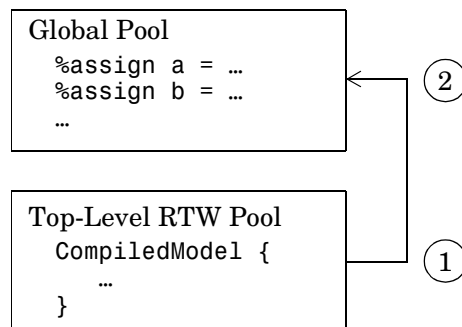 Global Pool
%assign a = …
%assign b = …
…
2
Top-Level RTW Pool
CompiledModel {
…
}
1